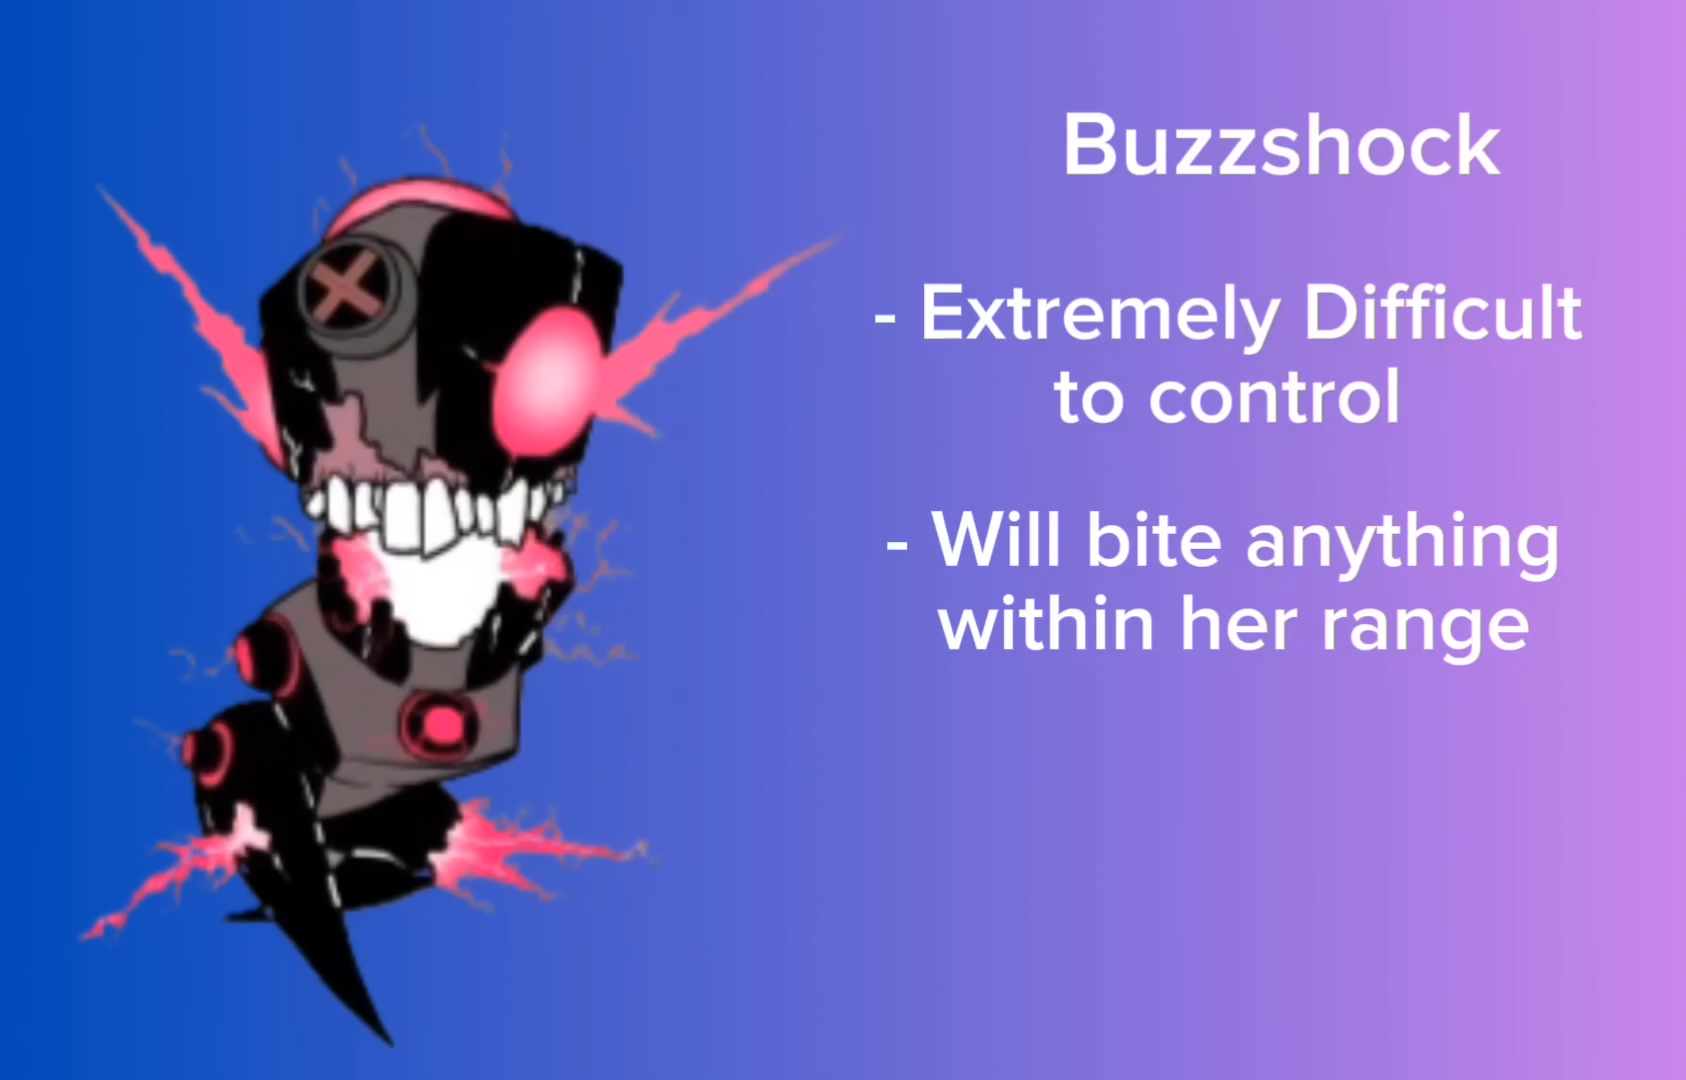 Buzzshock
- Extremely Difficult
to control
- Will bite anything
within her range